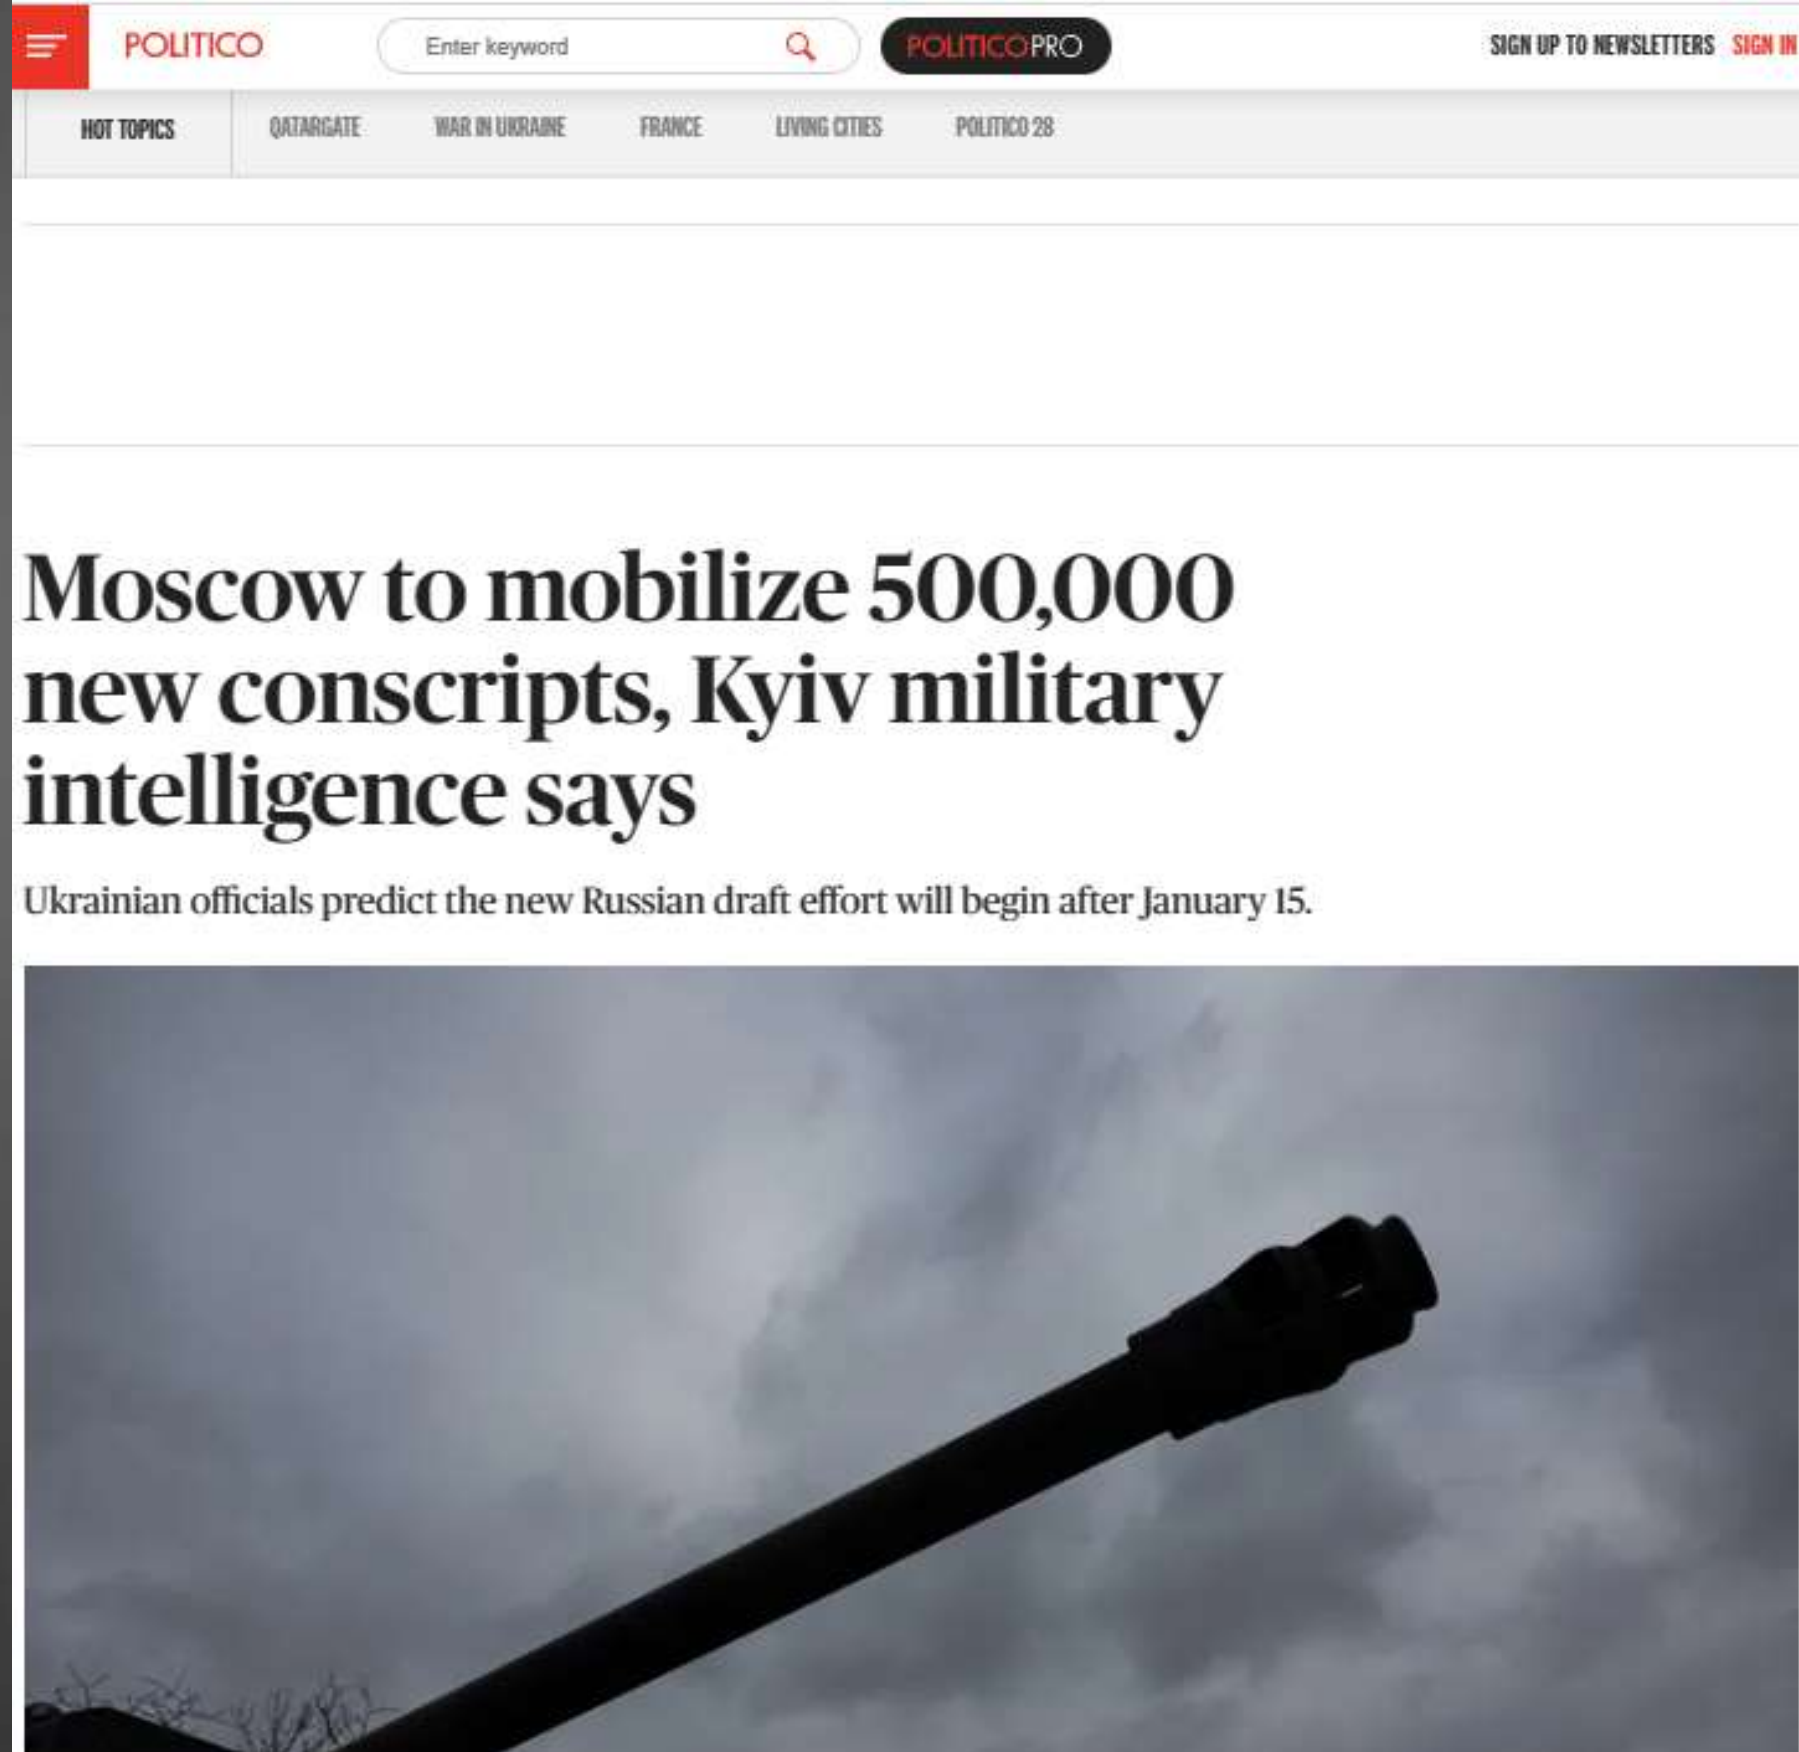 POLITICO
Enter keyword
POLITICOPRO
SIGN UP TO NEWSLETTERS SIGN IN
HOT TOPICS
QATARGATE
WAR IN UKRAINE
FRANCE
LIVING CITIES
POLITICO 28
Moscow to mobilize 500,000
new conscripts, Kyiv military
intelligence says
Ukrainian officials predict the new Russian draft effort will begin after January 15.